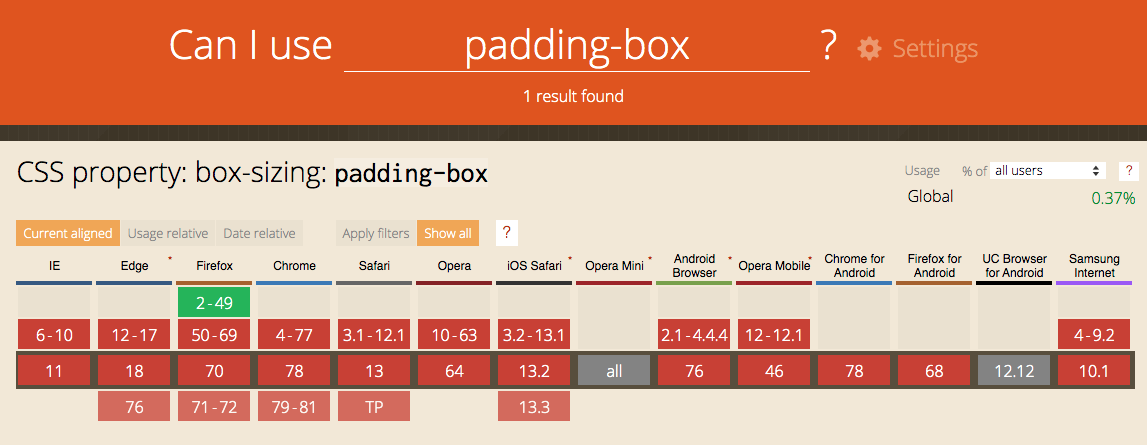 Can I use padding-box ? Settings
1 result found
CSS property: box-sizing: padding-box
Usage % of all users ?
Global 0.37%
Current aligned Usage relative Date relative Apply filters Show all ?
IE Edge * Firefox Chrome Safari Opera iOS Safari * Opera Mini * Android Browser * Opera Mobile * Chrome for Android Firefox for Android UC Browser for Android Samsung Internet
2-49
6-10 12-17 50-69 4-77 3.1-12.1 10-63 3.2-13.1 2.1-4.4.4 12-12.1 4-9.2
11 18 70 78 13 64 13.2 all 76 46 78 68 12.12 10.1
76 71-72 79-81 TP 13.3